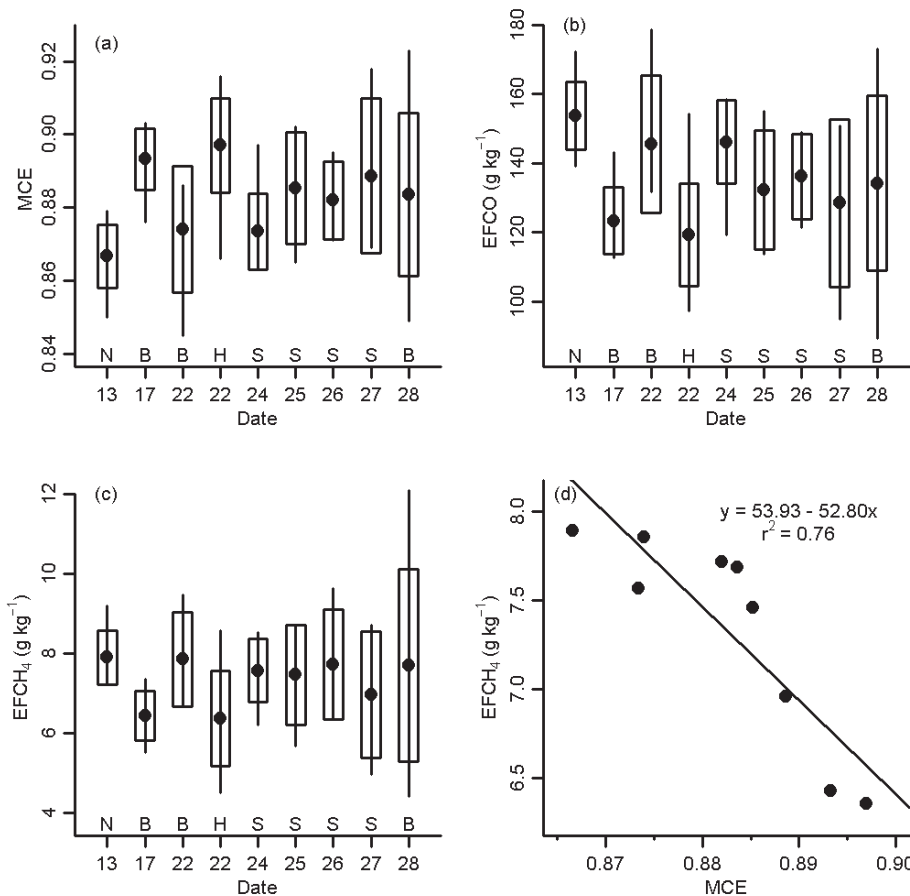 (a)
MCE
0.92
0.90
0.88
0.86
0.84
N B B H S S S S B
13 17 22 22 24 25 26 27 28
Date
(b)
EFCO (g kg⁻¹)
180
160
140
120
100
N B B H S S S S B
13 17 22 22 24 25 26 27 28
Date
(c)
EFCH₄ (g kg⁻¹)
12
10
8
6
4
N B B H S S S S B
13 17 22 22 24 25 26 27 28
Date
(d)
y = 53.93 - 52.80x
r² = 0.76
EFCH₄ (g kg⁻¹)
8.0
7.5
7.0
6.5
0.87 0.88 0.89 0.90
MCE